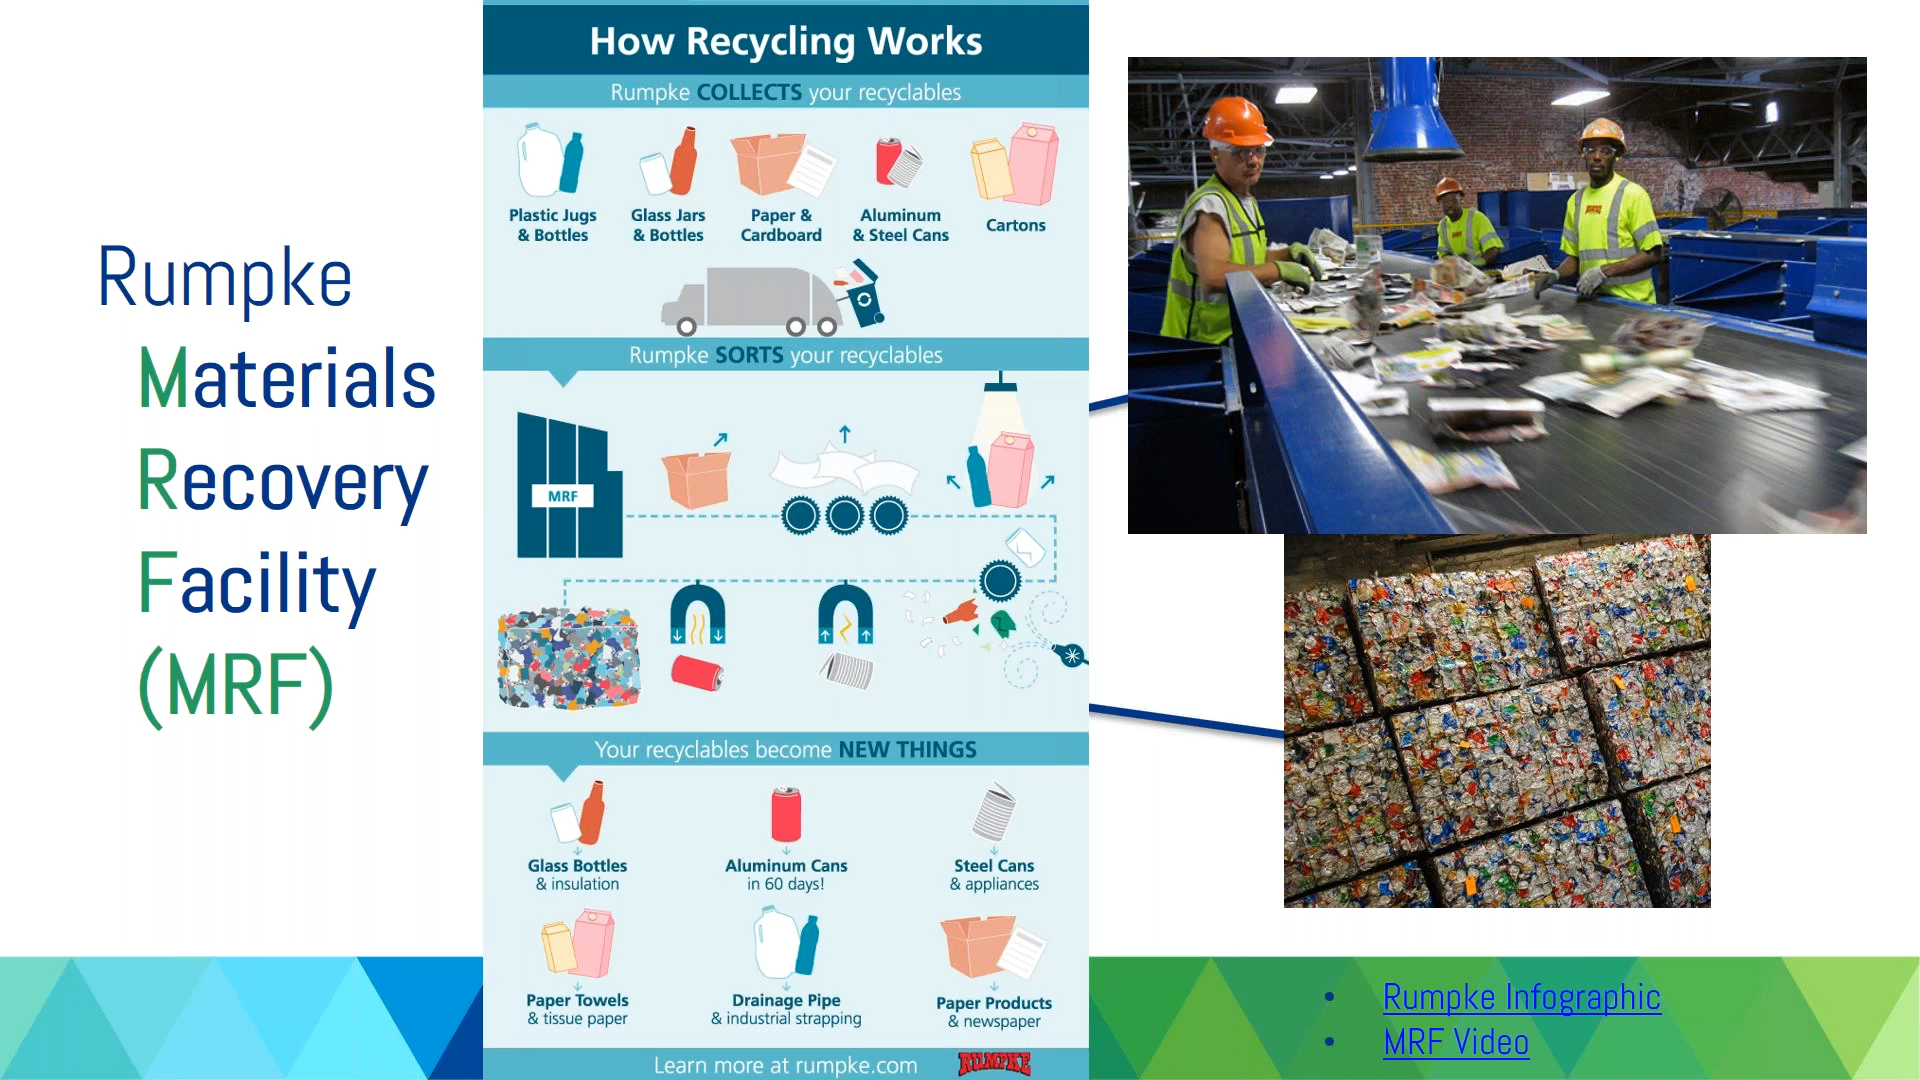 Rumpke
Materials
Recovery
Facility
(MRF)
How Recycling Works
Rumpke COLLECTS your recyclables
Plastic Jugs
& Bottles
Glass Jars
& Bottles
Paper &
Cardboard
Aluminum
& Steel Cans
Cartons
Rumpke SORTS your recyclables
MRF
Your recyclables become NEW THINGS
Glass Bottles
& insulation
Aluminum Cans
in 60 days!
Steel Cans
& appliances
Paper Towels
& tissue paper
Drainage Pipe
& industrial strapping
Paper Products
& newspaper
Learn more at rumpke.com
RUMPKE
• Rumpke Infographic
• MRF Video